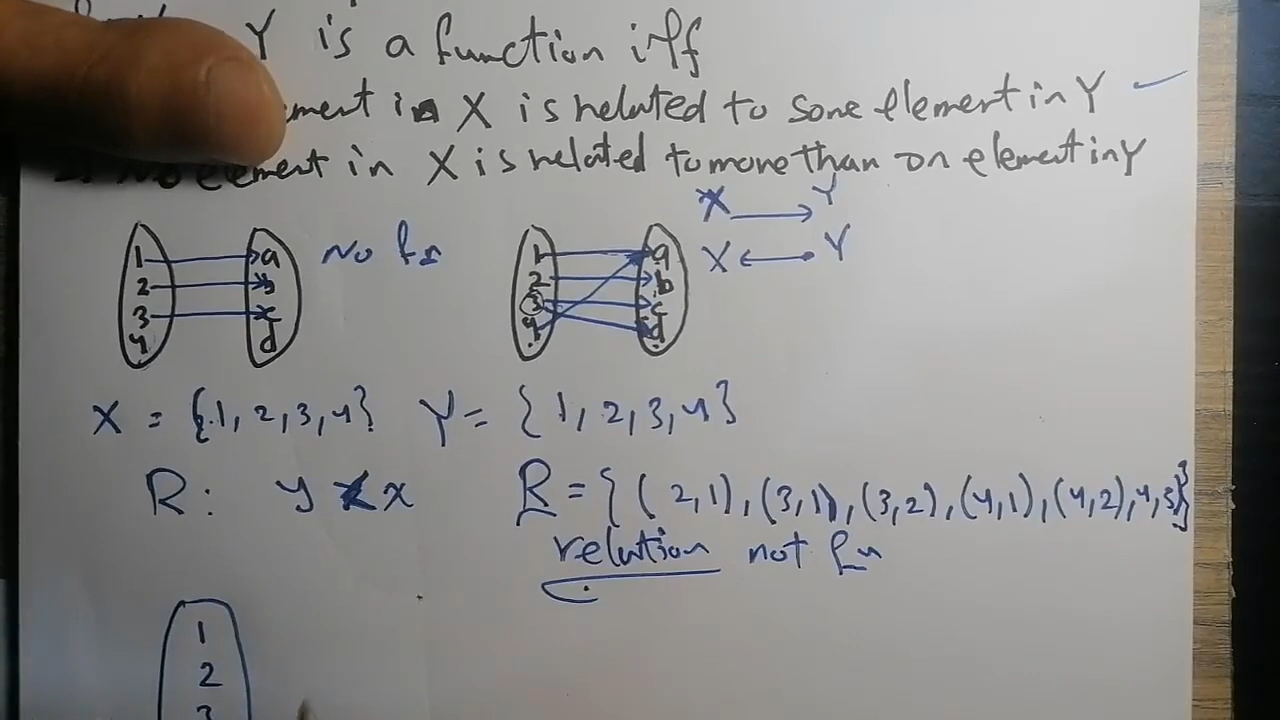 Y is a function iff
ement in X is related to some element in Y
No element in X is related to more than on element in Y
X → Y
X ← Y
1 2 3 4
a b c d
No fn
1 2 3 4
a b c d
X = {1, 2, 3, 4} Y = {1, 2, 3, 4}
R: y < x R = { (2,1), (3,1), (3,2), (4,1), (4,2), 4,3)}
relation not fn
1
2
3